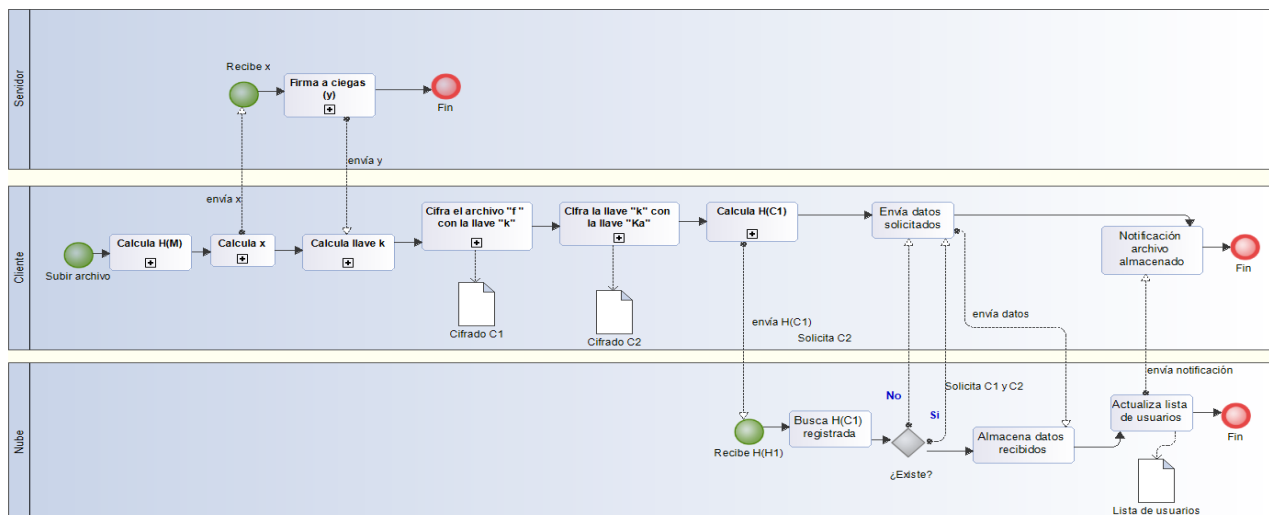 Servidor
Recibe x
Firma a ciegas
(y)
Fin
envía y
envía x
Cliente
Subir archivo
Calcula H(M)
Calcula x
Calcula llave k
Cifra el archivo "f "
con la llave "k"
Cifrado C1
CIfra la llave "k" con
la llave "Ka"
Cifrado C2
Calcula H(C1)
Envía datos
solicitados
Notificación
archivo
almacenado
Fin
envía H(C1)
Solicita C2
envía datos
Nube
envía notificación
Solicita C1 y C2
No
Si
Recibe H(H1)
Busca H(C1)
registrada
¿Existe?
Almacena datos
recibidos
Actualiza lista
de usuarios
Fin
Lista de usuarios